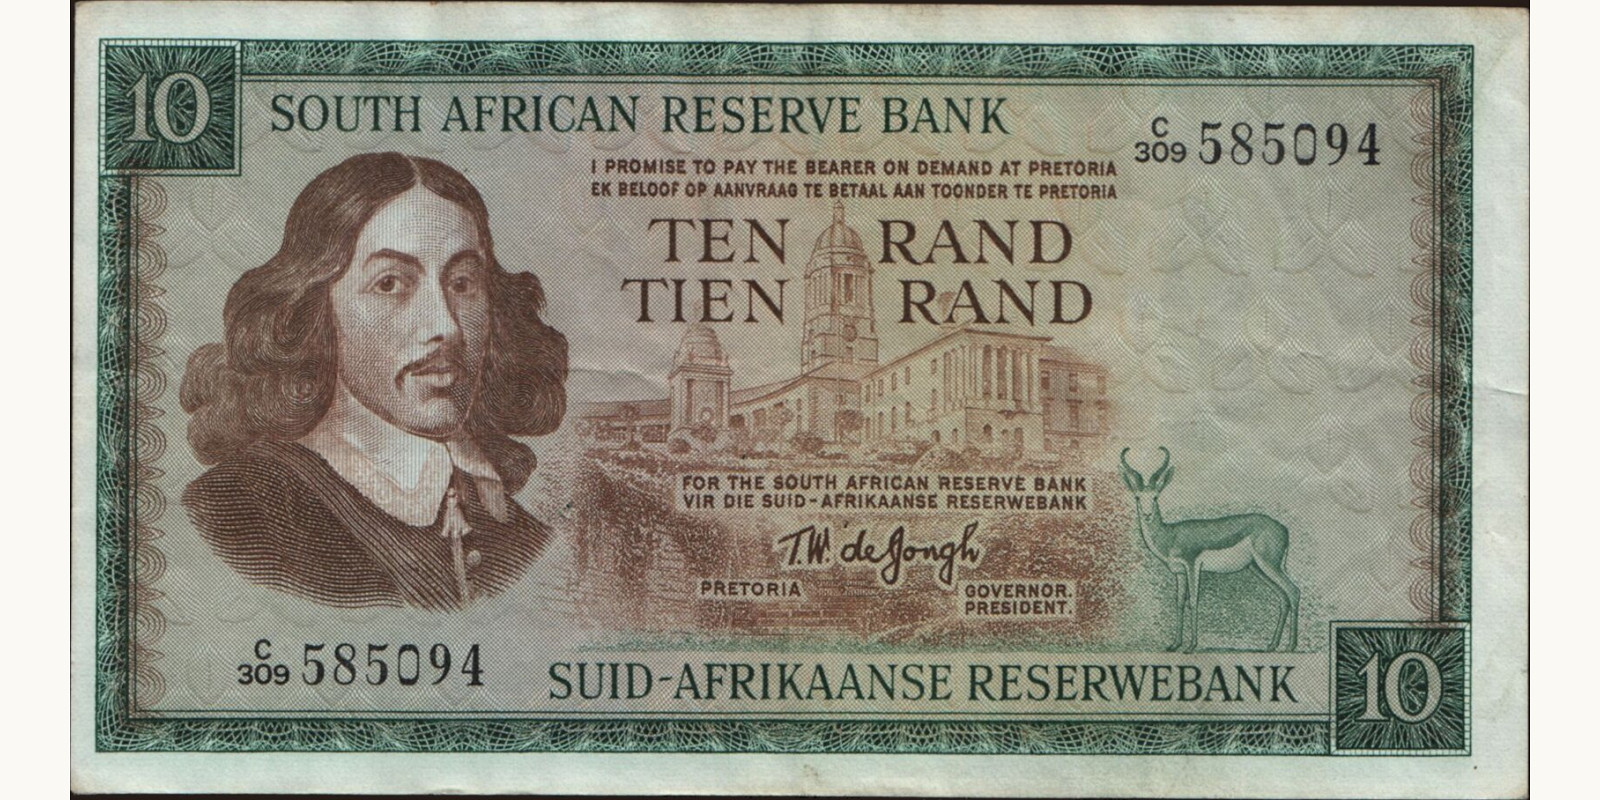 10
SOUTH AFRICAN RESERVE BANK
C/309 585094
I PROMISE TO PAY THE BEARER ON DEMAND AT PRETORIA
EK BELOOF OP AANVRAAG TE BETAAL AAN TOONDER TE PRETORIA
TEN RAND
TIEN RAND
FOR THE SOUTH AFRICAN RESERVE BANK
VIR DIE SUID-AFRIKAANSE RESERWEBANK
T.W. de Jongh
PRETORIA
GOVERNOR.
PRESIDENT.
C/309 585094
SUID-AFRIKAANSE RESERWEBANK
10